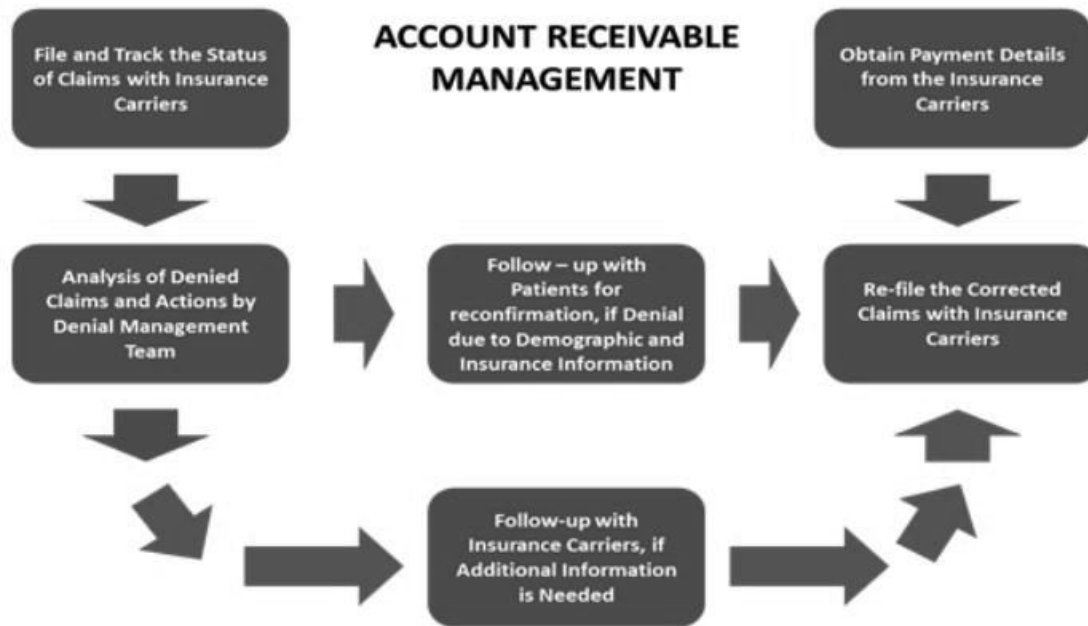 ACCOUNT RECEIVABLE
MANAGEMENT
File and Track the Status
of Claims with Insurance
Carriers
Obtain Payment Details
from the Insurance
Carriers
Analysis of Denied
Claims and Actions by
Denial Management
Team
Follow – up with
Patients for
reconfirmation, if Denial
due to Demographic and
Insurance Information
Re-file the Corrected
Claims with Insurance
Carriers
Follow-up with
Insurance Carriers, if
Additional Information
is Needed